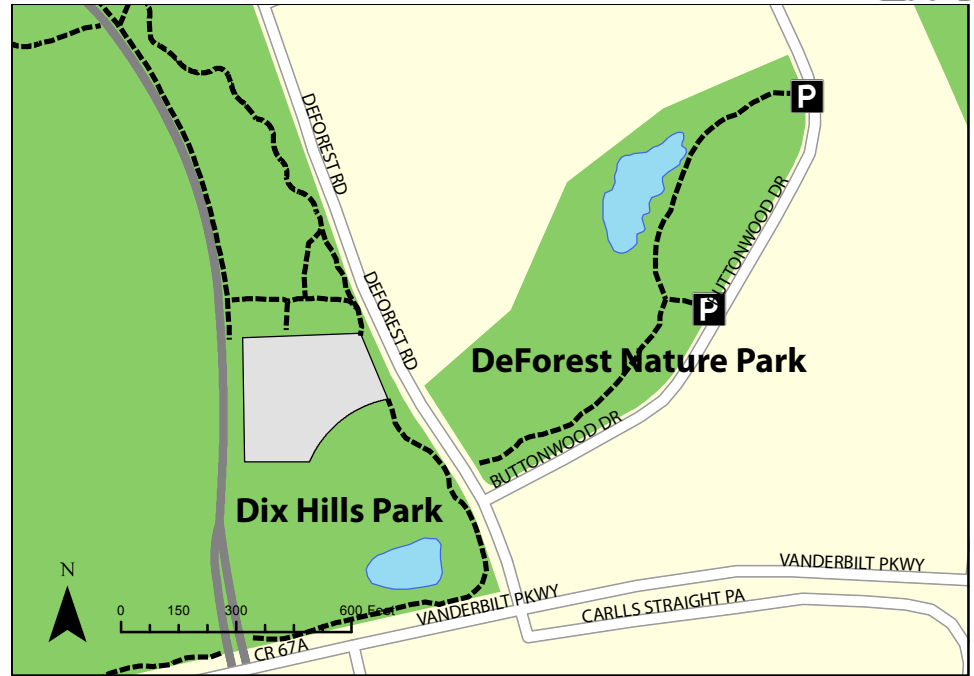 P
DEFOREST RD
BUTTONWOOD DR
DEFOREST RD
P
DeForest Nature Park
BUTTONWOOD DR
Dix Hills Park
N
VANDERBILT PKWY
0 150 300 600 Feet
VANDERBILT PKWY
CARLLS STRAIGHT PA
CR 67A